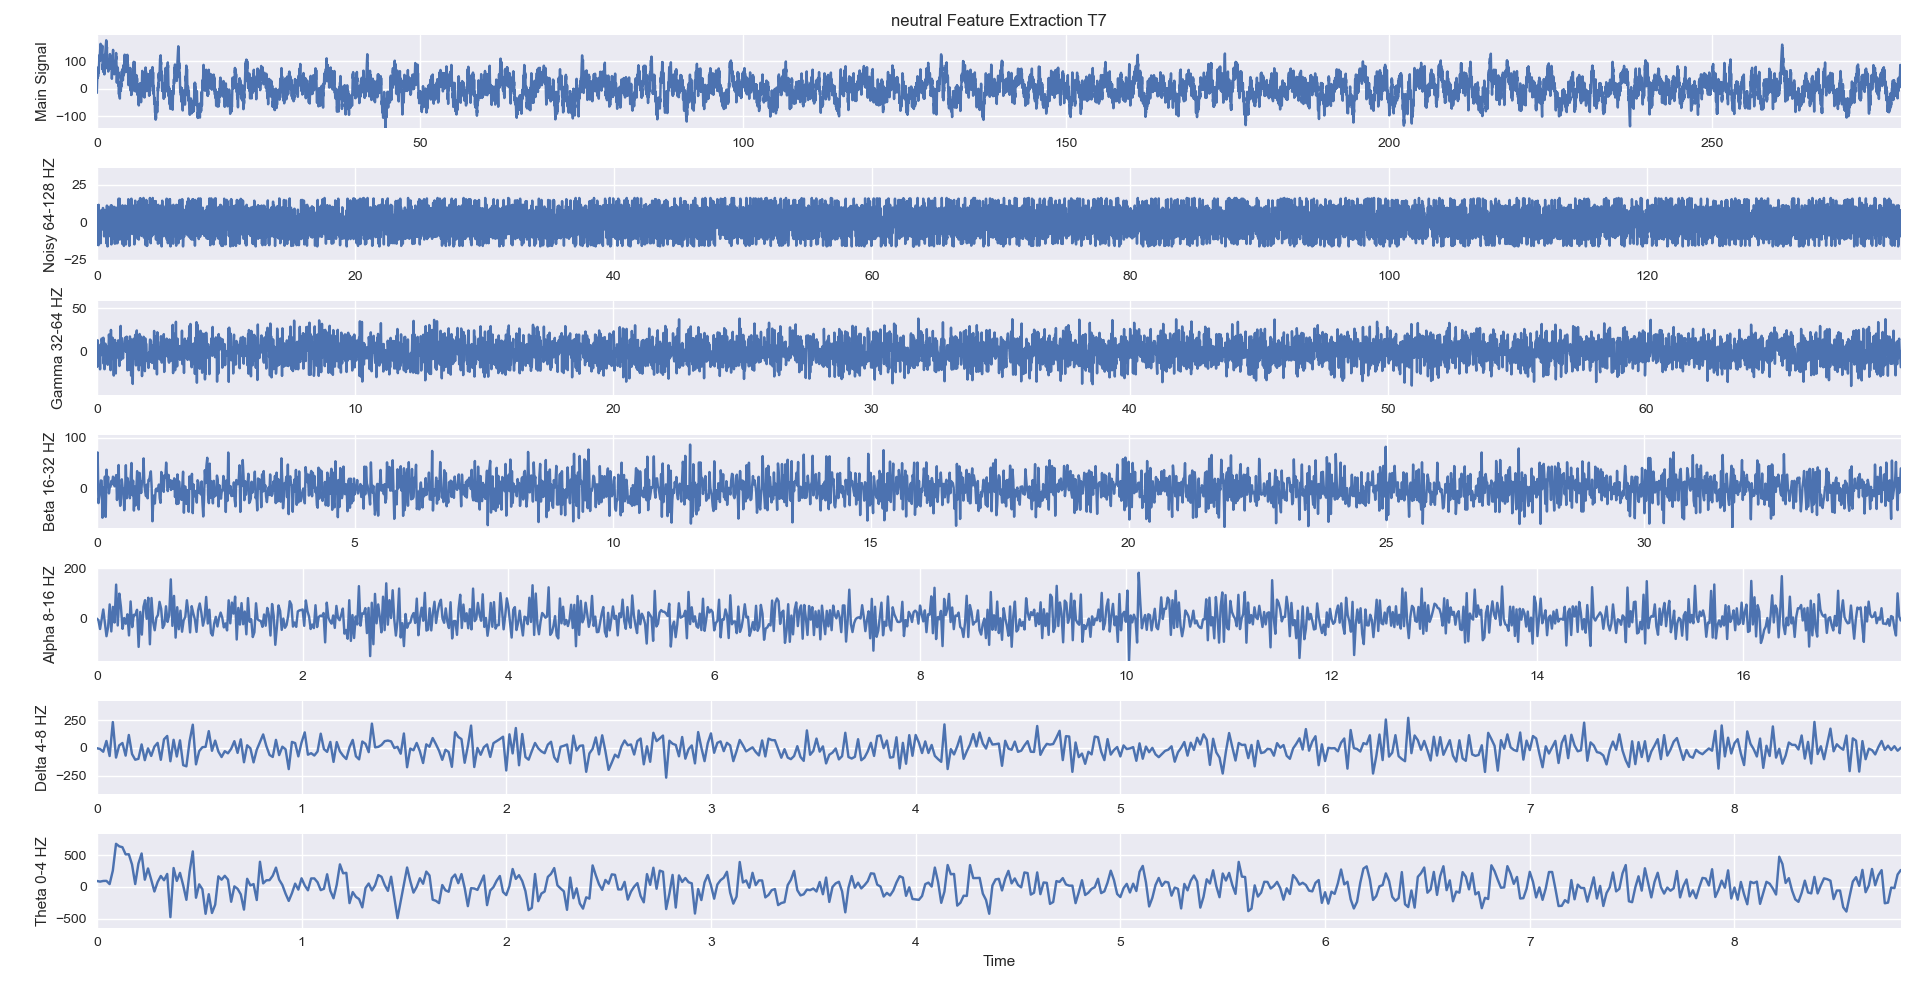 neutral Feature Extraction T7
Main Signal
100
0
−100
0 50 100 150 200 250
Noisy 64-128 HZ
25
0
−25
0 20 40 60 80 100 120
Gamma 32-64 HZ
50
0
0 10 20 30 40 50 60
Beta 16-32 HZ
100
0
0 5 10 15 20 25 30
Alpha 8-16 HZ
200
0
0 2 4 6 8 10 12 14 16
Delta 4-8 HZ
250
0
−250
0 1 2 3 4 5 6 7 8
Theta 0-4 HZ
500
0
−500
0 1 2 3 4 5 6 7 8
Time